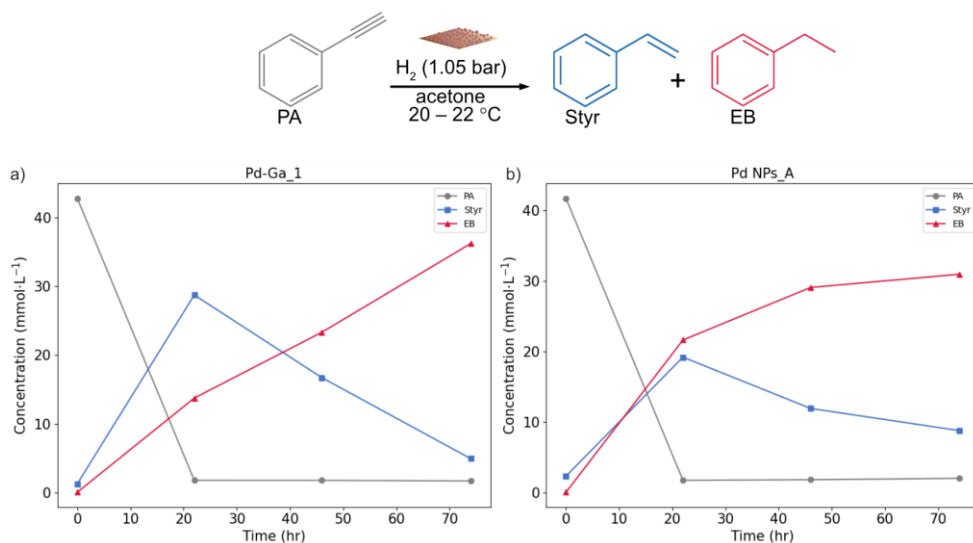 H₂ (1.05 bar)
acetone
20 – 22 °C
PA
Styr
+
EB
a)
Pd-Ga_1
PA
Styr
EB
Concentration (mmol·L⁻¹)
40
30
20
10
0
0 10 20 30 40 50 60 70
Time (hr)
b)
Pd NPs_A
PA
Styr
EB
Concentration (mmol·L⁻¹)
40
30
20
10
0
0 10 20 30 40 50 60 70
Time (hr)